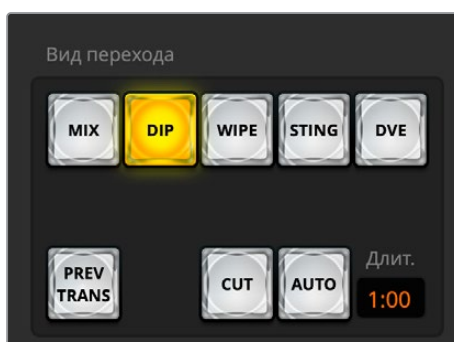 Вид перехода
MIX DIP WIPE STING DVE
Длит.
PREV TRANS CUT AUTO 1:00